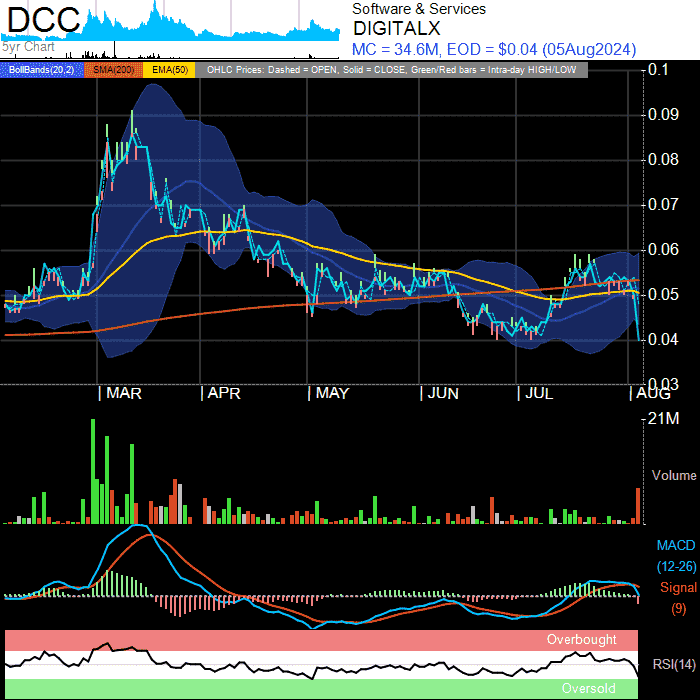 DCC
5yr Chart
Software & Services
DIGITALX
MC = 34.6M, EOD = $0.04 (05Aug2024)
BollBands(20,2) SMA(200) EMA(50) OHLC Prices: Dashed = OPEN, Solid = CLOSE, Green/Red bars = Intra-day HIGH/LOW
0.1
0.09
0.08
0.07
0.06
0.05
0.04
0.03
| MAR | APR | MAY | JUN | JUL | AUG
21M
Volume
MACD
(12-26)
Signal
(9)
Overbought
RSI(14)
Oversold